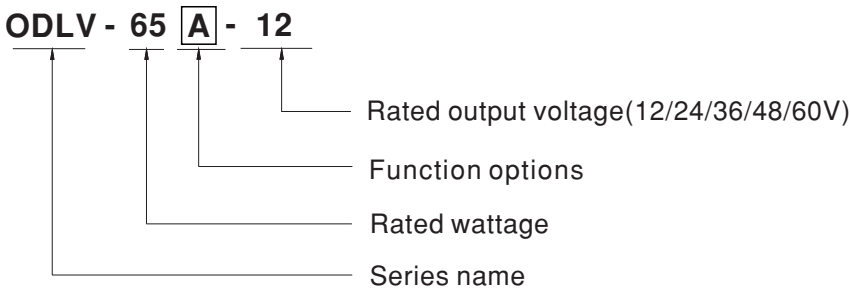 ODLV - 65 A - 12
Rated output voltage(12/24/36/48/60V)
Function options
Rated wattage
Series name